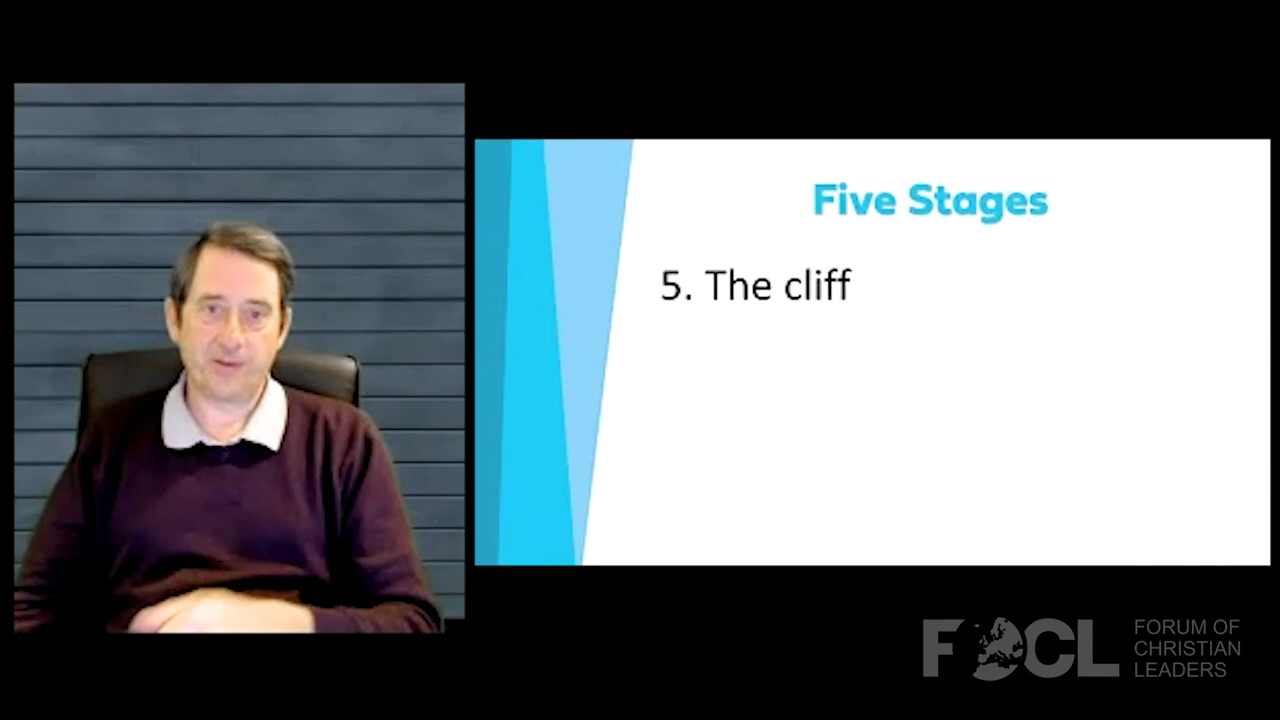 Five Stages
5. The cliff
FOCL
FORUM OF
CHRISTIAN
LEADERS